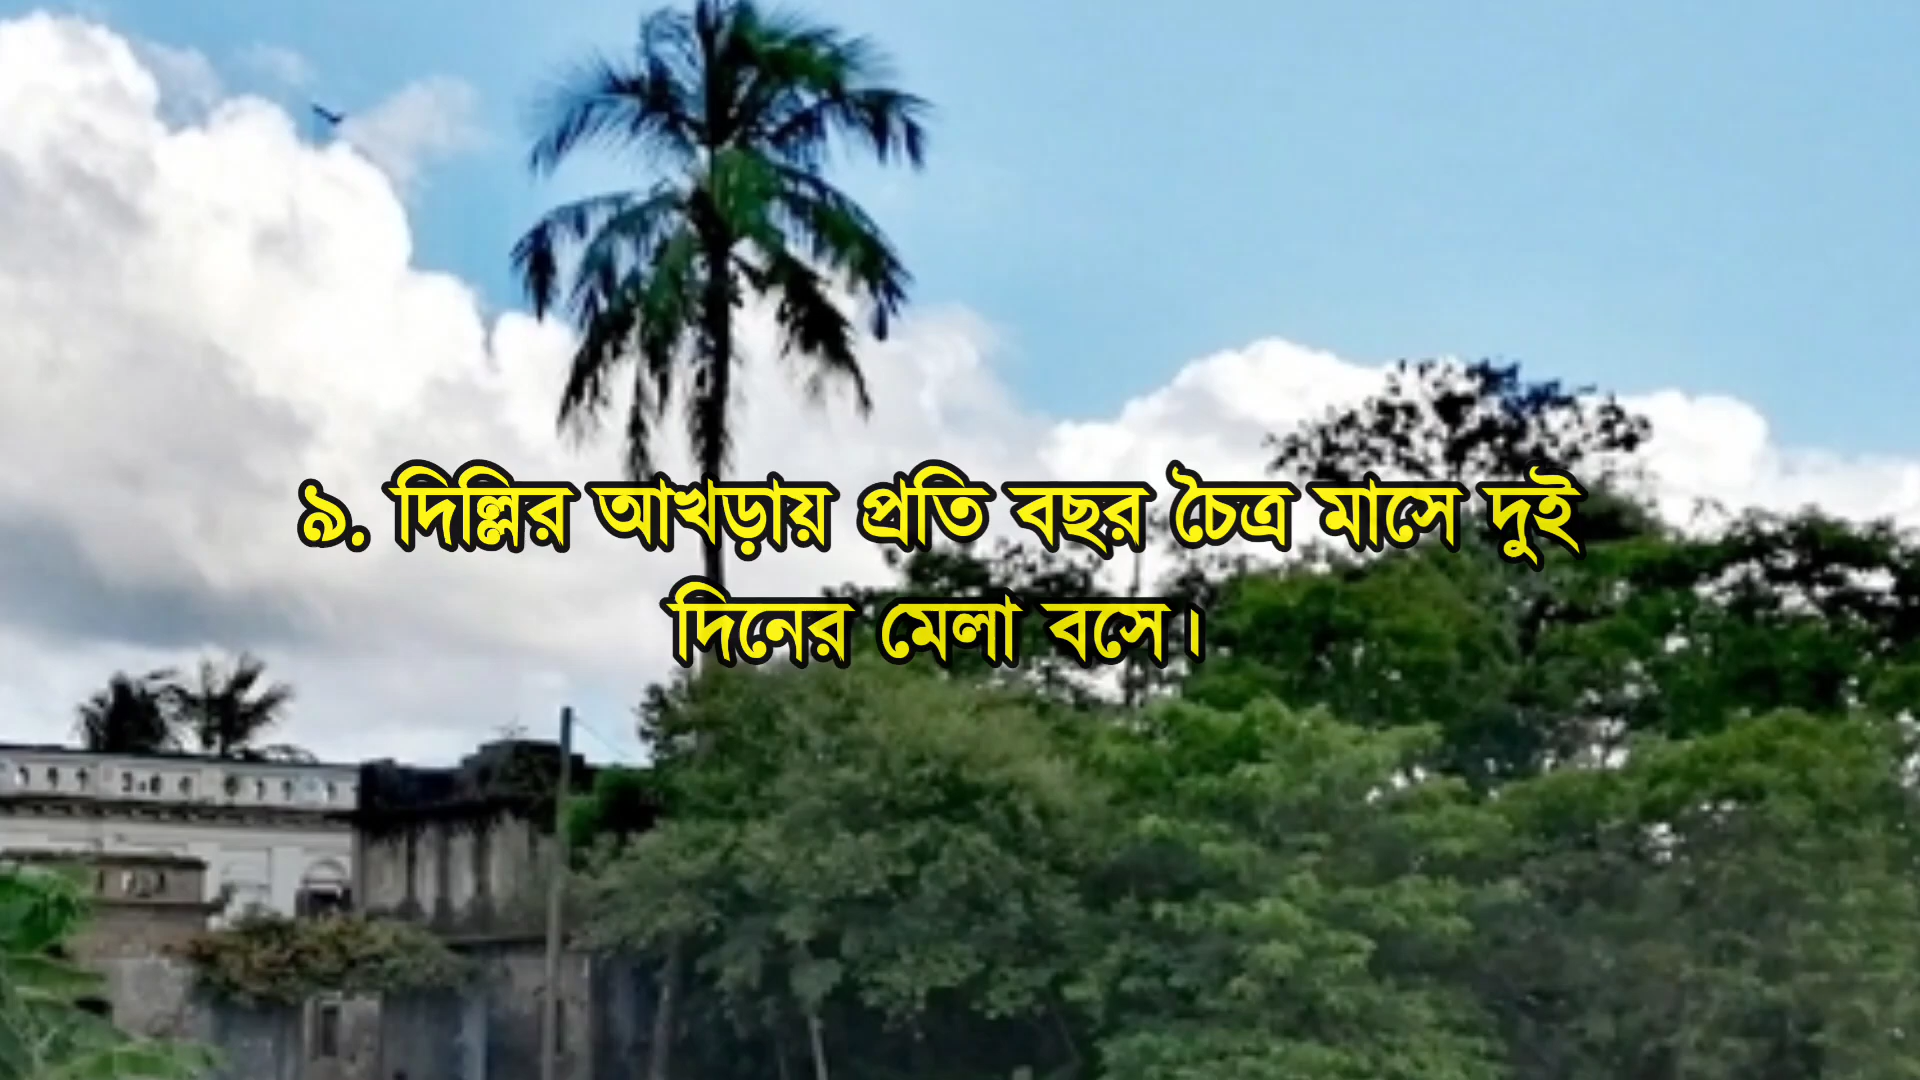 ৯. দিল্লির আখড়ায় প্রতি বছর চৈত্র মাসে দুই
দিনের মেলা বসে।